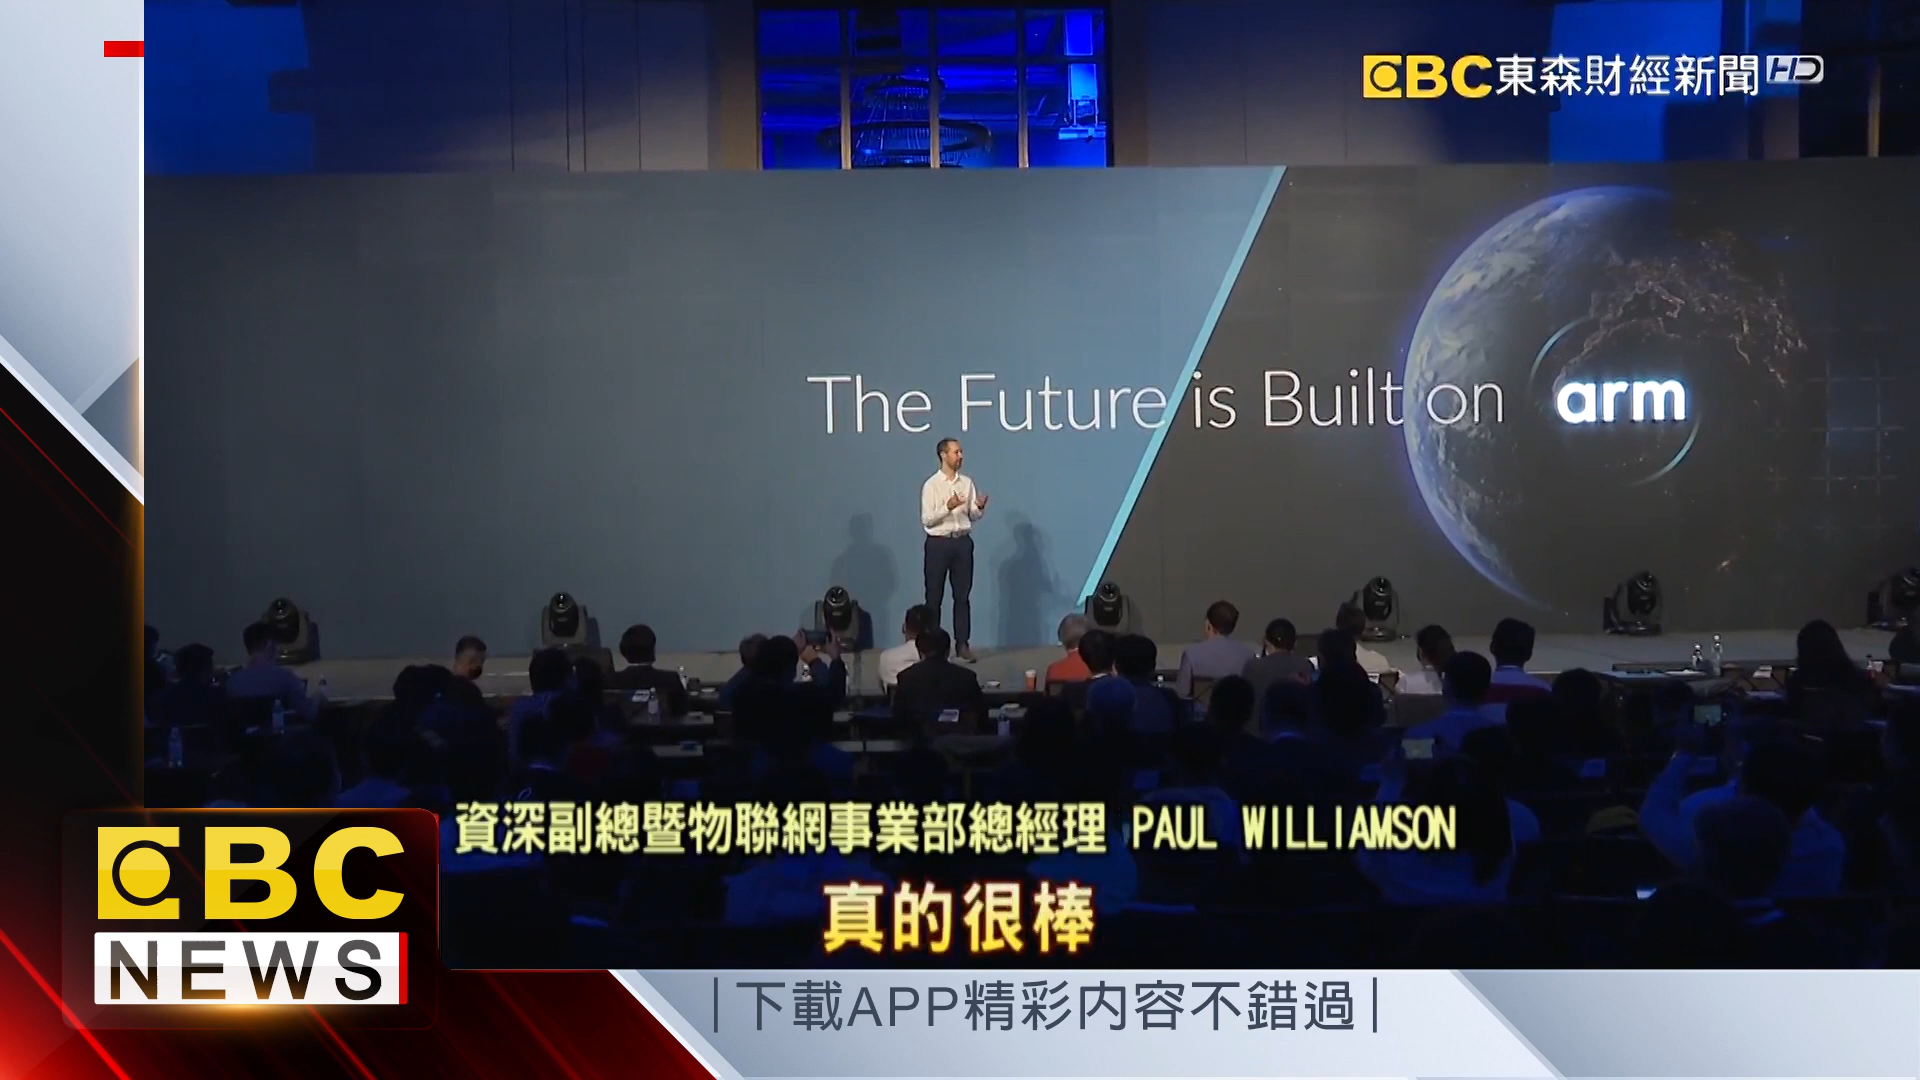 EBC東森財經新聞HD
The Future is Built on arm
資深副總暨物聯網事業部總經理 PAUL WILLIAMSON
真的很棒
EBC
NEWS
|下載APP精彩內容不錯過|